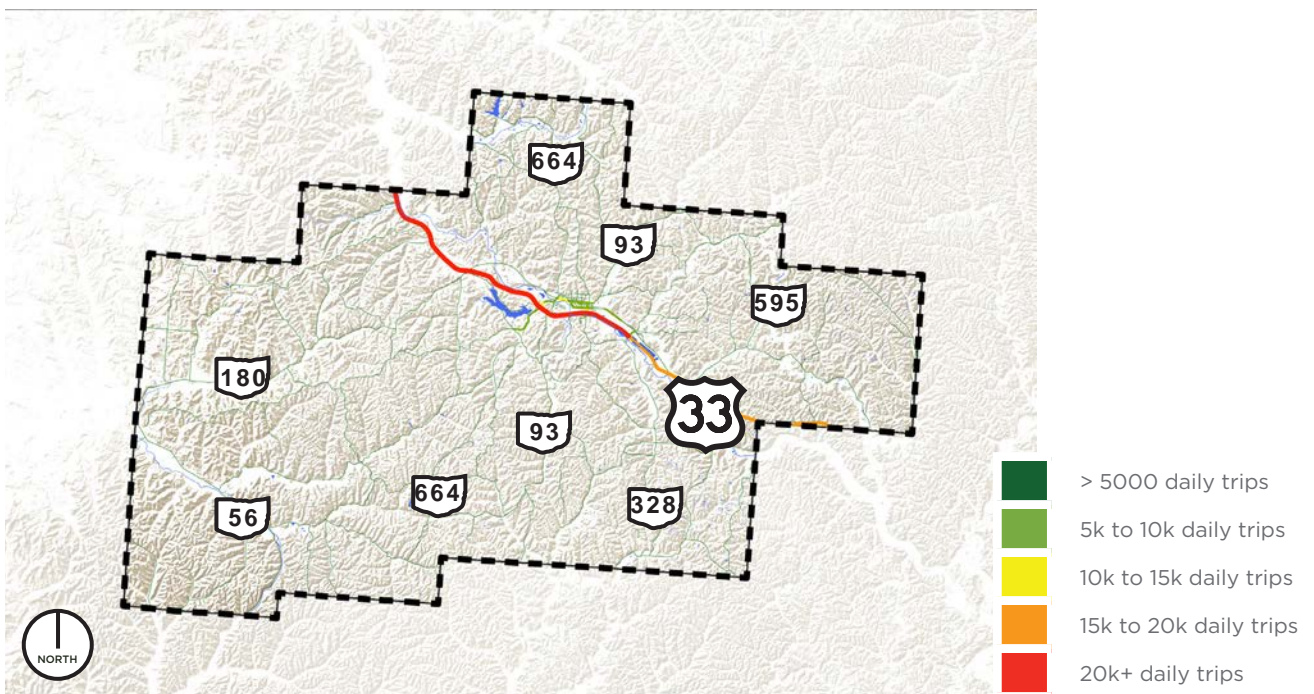 664
93
595
180
33
93
664
328
56
NORTH
> 5000 daily trips
5k to 10k daily trips
10k to 15k daily trips
15k to 20k daily trips
20k+ daily trips